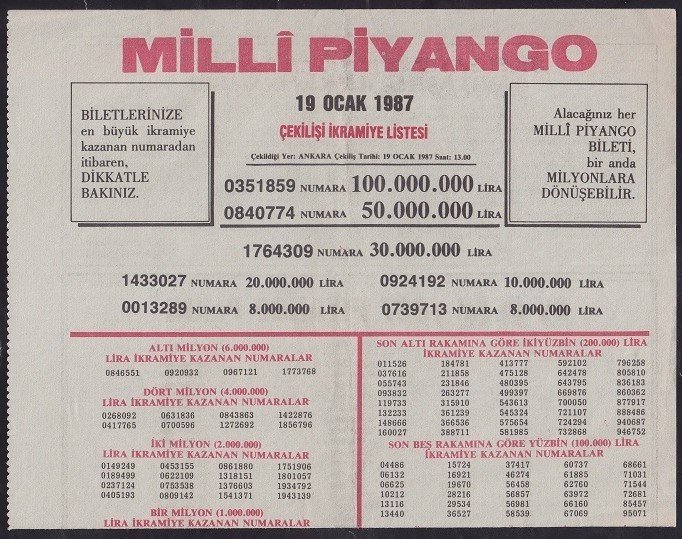 MİLLÎ PİYANGO
BİLETLERİNİZE
en büyük ikramiye
kazanan numaradan
itibaren,
DİKKATLE
BAKINIZ.
19 OCAK 1987
ÇEKİLİŞİ İKRAMİYE LİSTESİ
Çekildiği Yer: ANKARA Çekiliş Tarihi: 19 OCAK 1987 Saat: 13.00
0351859 NUMARA 100.000.000 LİRA
0840774 NUMARA 50.000.000 LİRA
Alacağınız her
MİLLÎ PİYANGO
BİLETİ,
bir anda
MİLYONLARA
DÖNÜŞEBİLİR.
1764309 NUMARA 30.000.000 LİRA
1433027 NUMARA 20.000.000 LİRA
0924192 NUMARA 10.000.000 LİRA
0013289 NUMARA 8.000.000 LİRA
0739713 NUMARA 8.000.000 LİRA
ALTI MİLYON (6.000.000)
LİRA İKRAMİYE KAZANAN NUMARALAR
0846551 0920932 0967121 1773768
DÖRT MİLYON (4.000.000)
LİRA İKRAMİYE KAZANAN NUMARALAR
0268092 0631836 0843863 1422876
0417765 0700596 1272692 1856796
İKİ MİLYON (2.000.000)
LİRA İKRAMİYE KAZANAN NUMARALAR
0149249 0453155 0861880 1751906
0189499 0622109 1318151 1801057
0237124 0753538 1376603 1934792
0405193 0809142 1541371 1943139
BİR MİLYON (1.000.000)
LİRA İKRAMİYE KAZANAN NUMARALAR
SON ALTI RAKAMINA GÖRE İKİYÜZBİN (200.000) LİRA
İKRAMİYE KAZANAN NUMARALAR
011526 184781 413777 592102 796258
037616 211858 475128 642478 805810
055743 231846 480395 643795 836183
093832 263277 499397 669876 860362
119733 315910 543613 700050 877917
132233 361239 545324 721107 888486
148666 366536 575654 724294 940687
160027 388711 581985 732868 946752
SON BEŞ RAKAMINA GÖRE YÜZBİN (100.000) LİRA
İKRAMİYE KAZANAN NUMARALAR
04486 15724 37417 60737 68661
06132 16921 46274 61885 71031
06625 19670 56458 62760 71544
10212 28216 56857 63972 72681
13116 29534 56981 66160 85457
13440 36527 58539 67069 95071